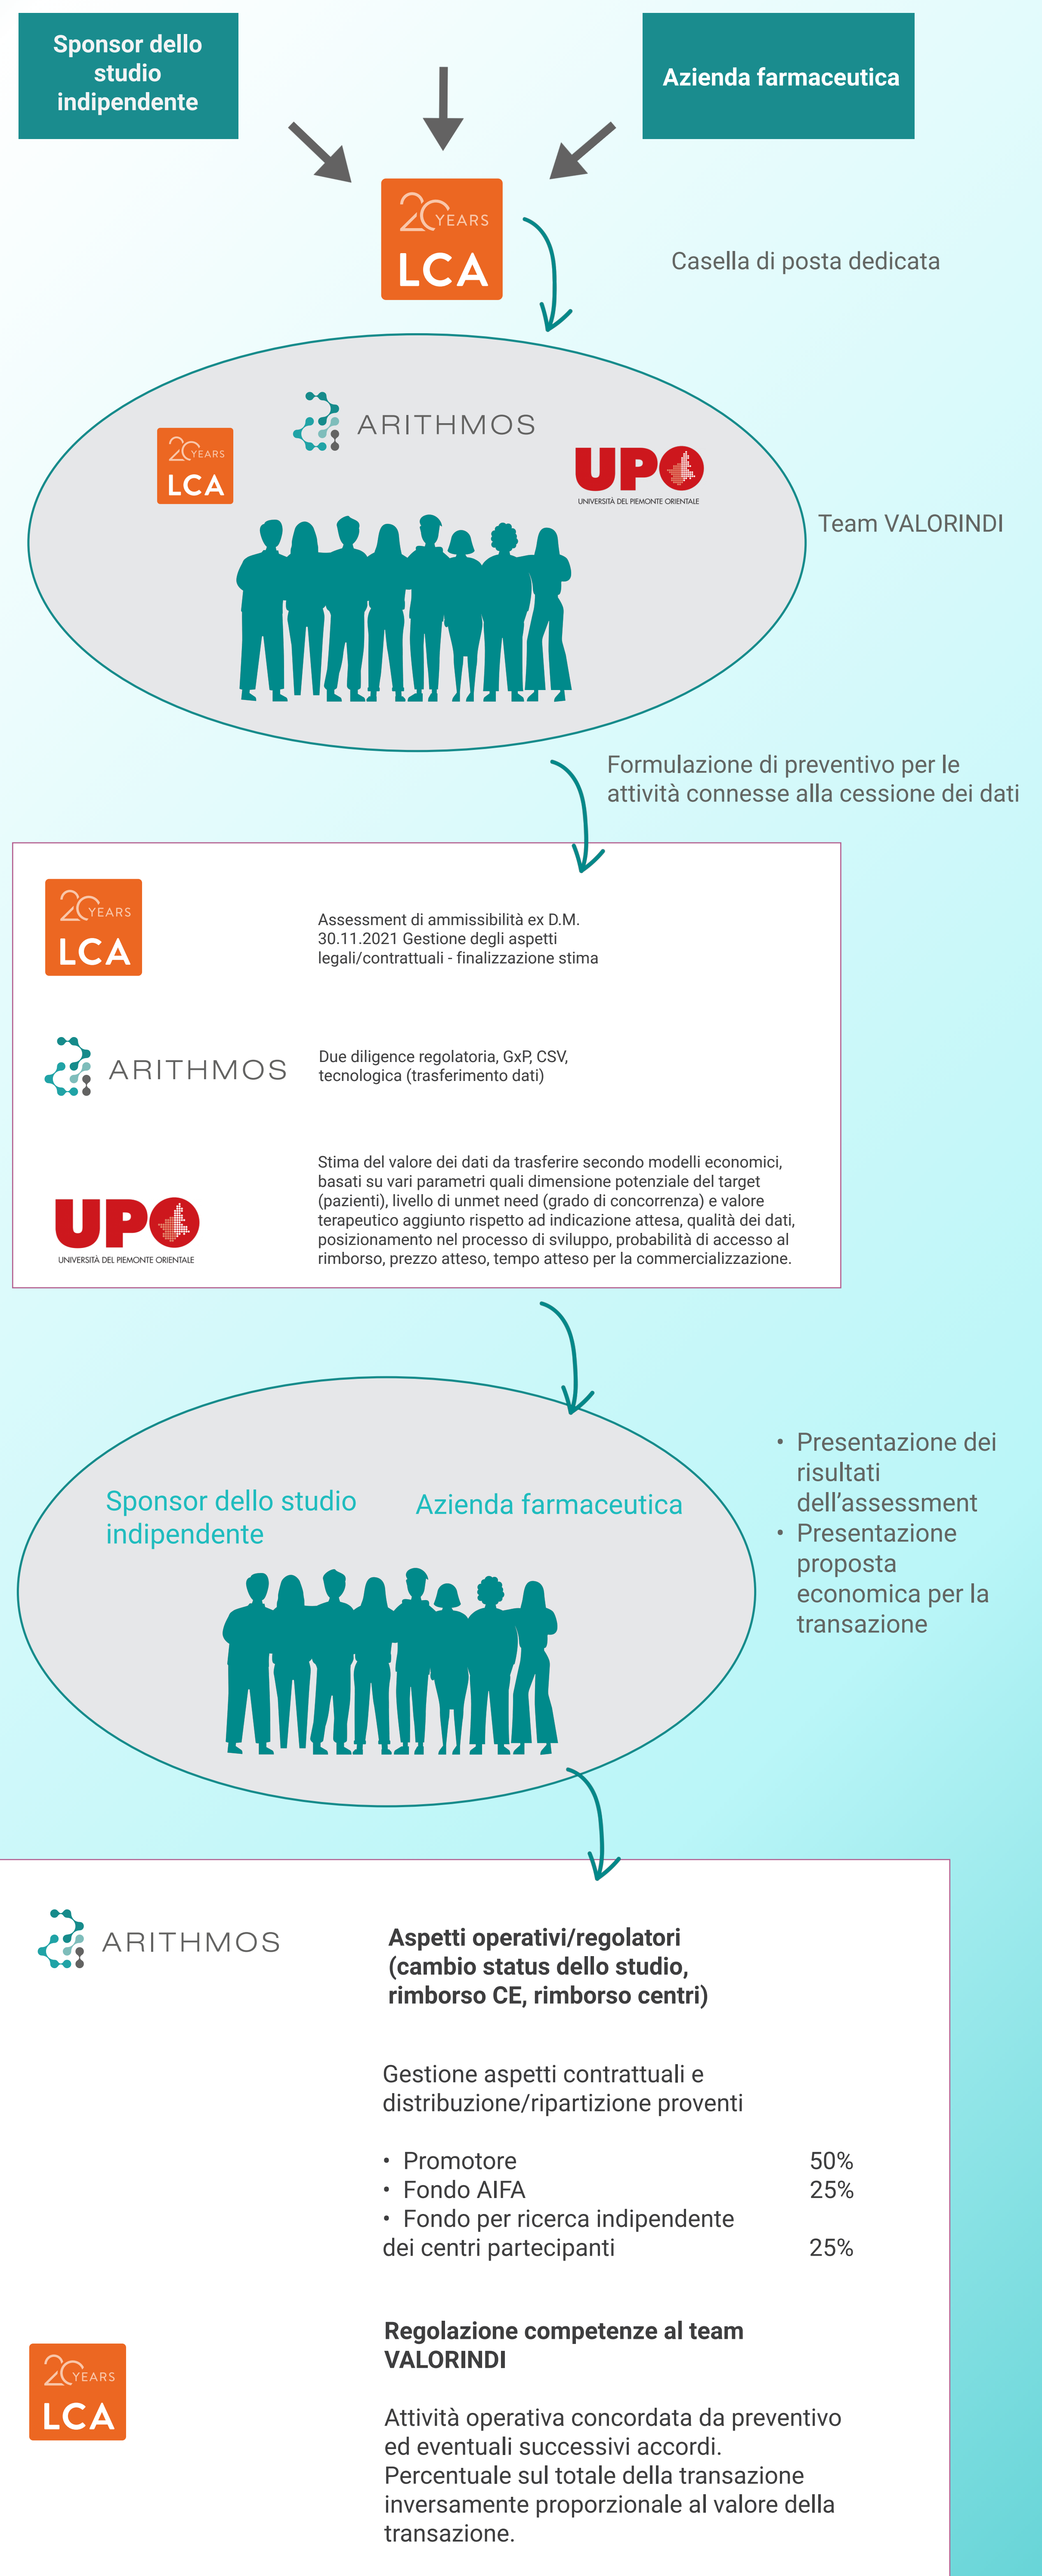 Sponsor dello
studio
indipendente
Azienda farmaceutica
20 YEARS
LCA
Casella di posta dedicata
ARITHMOS
20 YEARS
LCA
UPO
UNIVERSITÀ DEL PIEMONTE ORIENTALE
Team VALORINDI
Formulazione di preventivo per le
attività connesse alla cessione dei dati
20 YEARS
LCA
Assessment di ammissibilità ex D.M.
30.11.2021 Gestione degli aspetti
legali/contrattuali - finalizzazione stima
ARITHMOS
Due diligence regolatoria, GxP, CSV,
tecnologica (trasferimento dati)
UPO
UNIVERSITÀ DEL PIEMONTE ORIENTALE
Stima del valore dei dati da trasferire secondo modelli economici,
basati su vari parametri quali dimensione potenziale del target
(pazienti), livello di unmet need (grado di concorrenza) e valore
terapeutico aggiunto rispetto ad indicazione attesa, qualità dei dati,
posizionamento nel processo di sviluppo, probabilità di accesso al
rimborso, prezzo atteso, tempo atteso per la commercializzazione.
Sponsor dello studio
indipendente
Azienda farmaceutica
• Presentazione dei
risultati
dell'assessment
• Presentazione
proposta
economica per la
transazione
ARITHMOS
Aspetti operativi/regolatori
(cambio status dello studio,
rimborso CE, rimborso centri)
Gestione aspetti contrattuali e
distribuzione/ripartizione proventi
• Promotore 50%
• Fondo AIFA 25%
• Fondo per ricerca indipendente
dei centri partecipanti 25%
20 YEARS
LCA
Regolazione competenze al team
VALORINDI
Attività operativa concordata da preventivo
ed eventuali successivi accordi.
Percentuale sul totale della transazione
inversamente proporzionale al valore della
transazione.